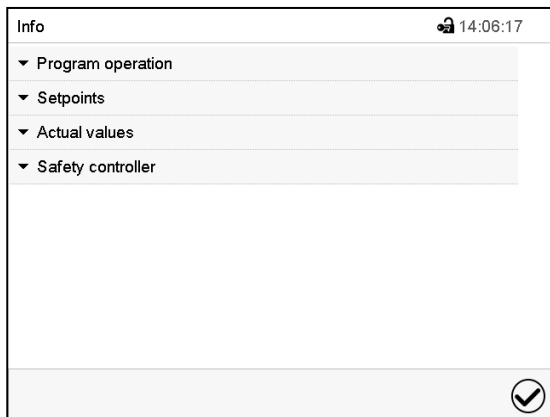 Info 14:06:17
Program operation
Setpoints
Actual values
Safety controller